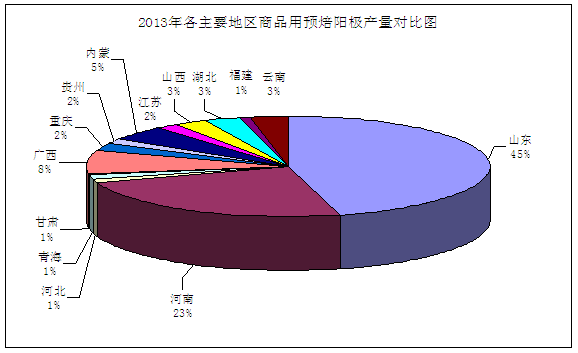 2013年各主要地区商品用预焙阳极产量对比图
山东
45%
河南
23%
河北
1%
青海
1%
甘肃
1%
广西
8%
重庆
2%
贵州
2%
内蒙
5%
江苏
2%
山西
3%
湖北
3%
福建
1%
云南
3%